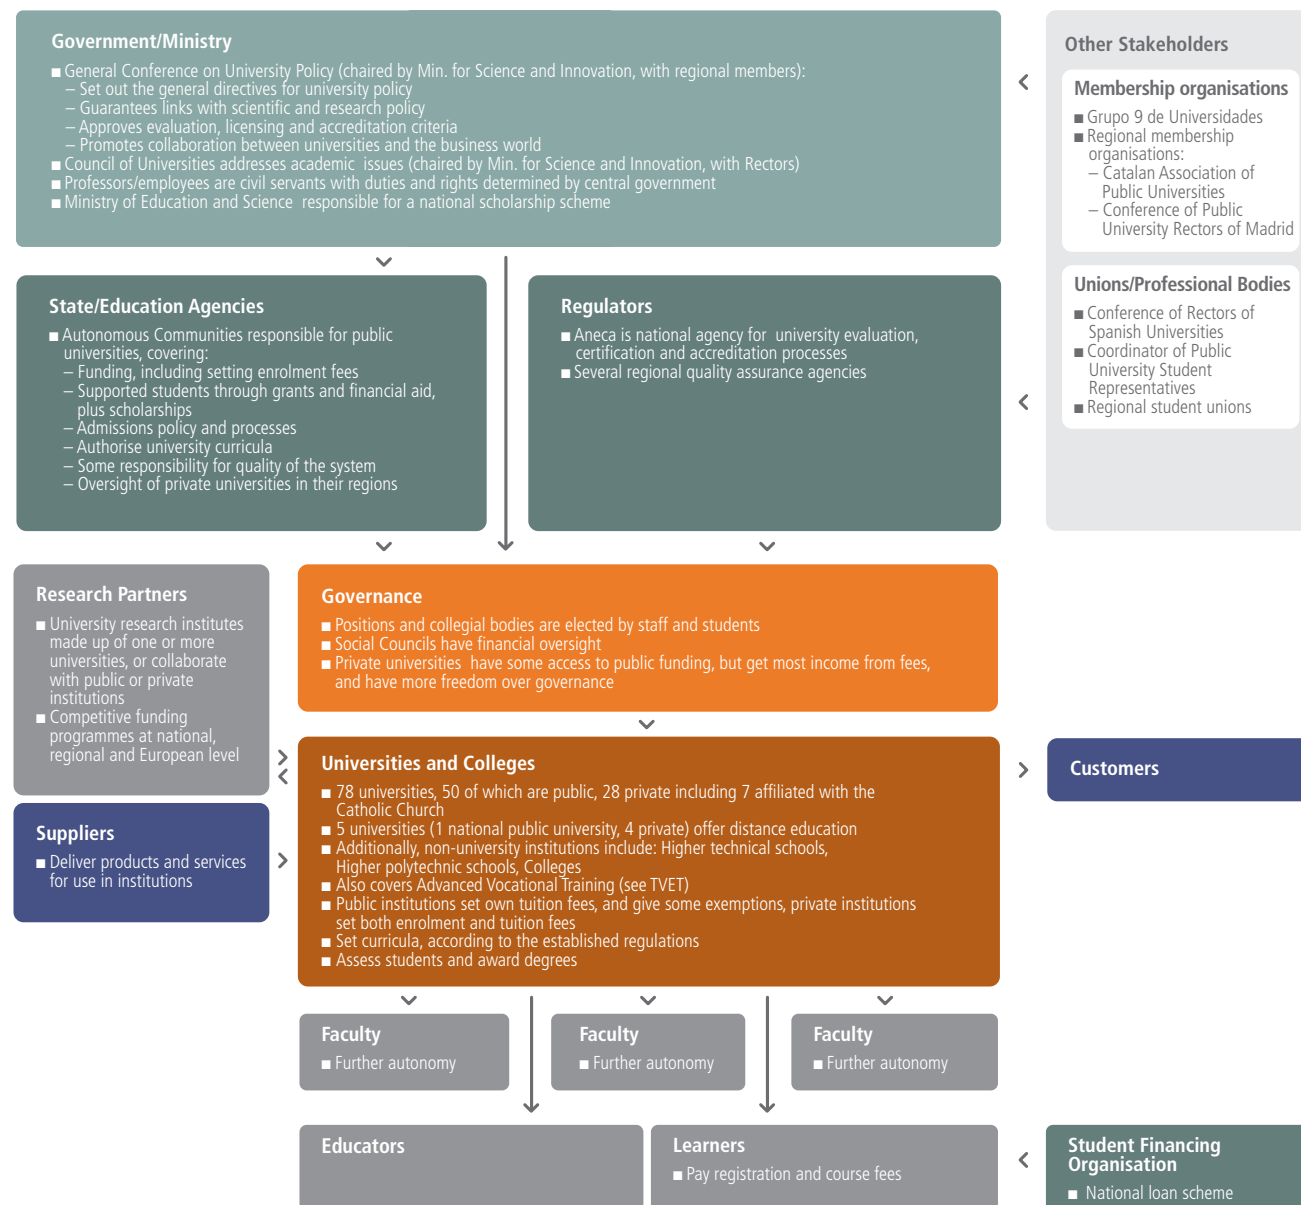 Government/Ministry
■ General Conference on University Policy (chaired by Min. for Science and Innovation, with regional members):
– Set out the general directives for university policy
– Guarantees links with scientific and research policy
– Approves evaluation, licensing and accreditation criteria
– Promotes collaboration between universities and the business world
■ Council of Universities addresses academic issues (chaired by Min. for Science and Innovation, with Rectors)
■ Professors/employees are civil servants with duties and rights determined by central government
■ Ministry of Education and Science responsible for a national scholarship scheme
Other Stakeholders
Membership organisations
■ Grupo 9 de Universidades
■ Regional membership
organisations:
– Catalan Association of
Public Universities
– Conference of Public
University Rectors of Madrid
Unions/Professional Bodies
■ Conference of Rectors of
Spanish Universities
■ Coordinator of Public
University Student
Representatives
■ Regional student unions
State/Education Agencies
■ Autonomous Communities responsible for public
universities, covering:
– Funding, including setting enrolment fees
– Supported students through grants and financial aid,
plus scholarships
– Admissions policy and processes
– Authorise university curricula
– Some responsibility for quality of the system
– Oversight of private universities in their regions
Regulators
■ Aneca is national agency for university evaluation,
certification and accreditation processes
■ Several regional quality assurance agencies
Research Partners
■ University research institutes
made up of one or more
universities, or collaborate
with public or private
institutions
■ Competitive funding
programmes at national,
regional and European level
Governance
■ Positions and collegial bodies are elected by staff and students
■ Social Councils have financial oversight
■ Private universities have some access to public funding, but get most income from fees,
and have more freedom over governance
Suppliers
■ Deliver products and services
for use in institutions
Universities and Colleges
■ 78 universities, 50 of which are public, 28 private including 7 affiliated with the
Catholic Church
■ 5 universities (1 national public university, 4 private) offer distance education
■ Additionally, non-university institutions include: Higher technical schools,
Higher polytechnic schools, Colleges
■ Also covers Advanced Vocational Training (see TVET)
■ Public institutions set own tuition fees, and give some exemptions, private institutions
set both enrolment and tuition fees
■ Set curricula, according to the established regulations
■ Assess students and award degrees
Customers
Faculty
■ Further autonomy
Faculty
■ Further autonomy
Faculty
■ Further autonomy
Educators
Learners
■ Pay registration and course fees
Student Financing
Organisation
■ National loan scheme